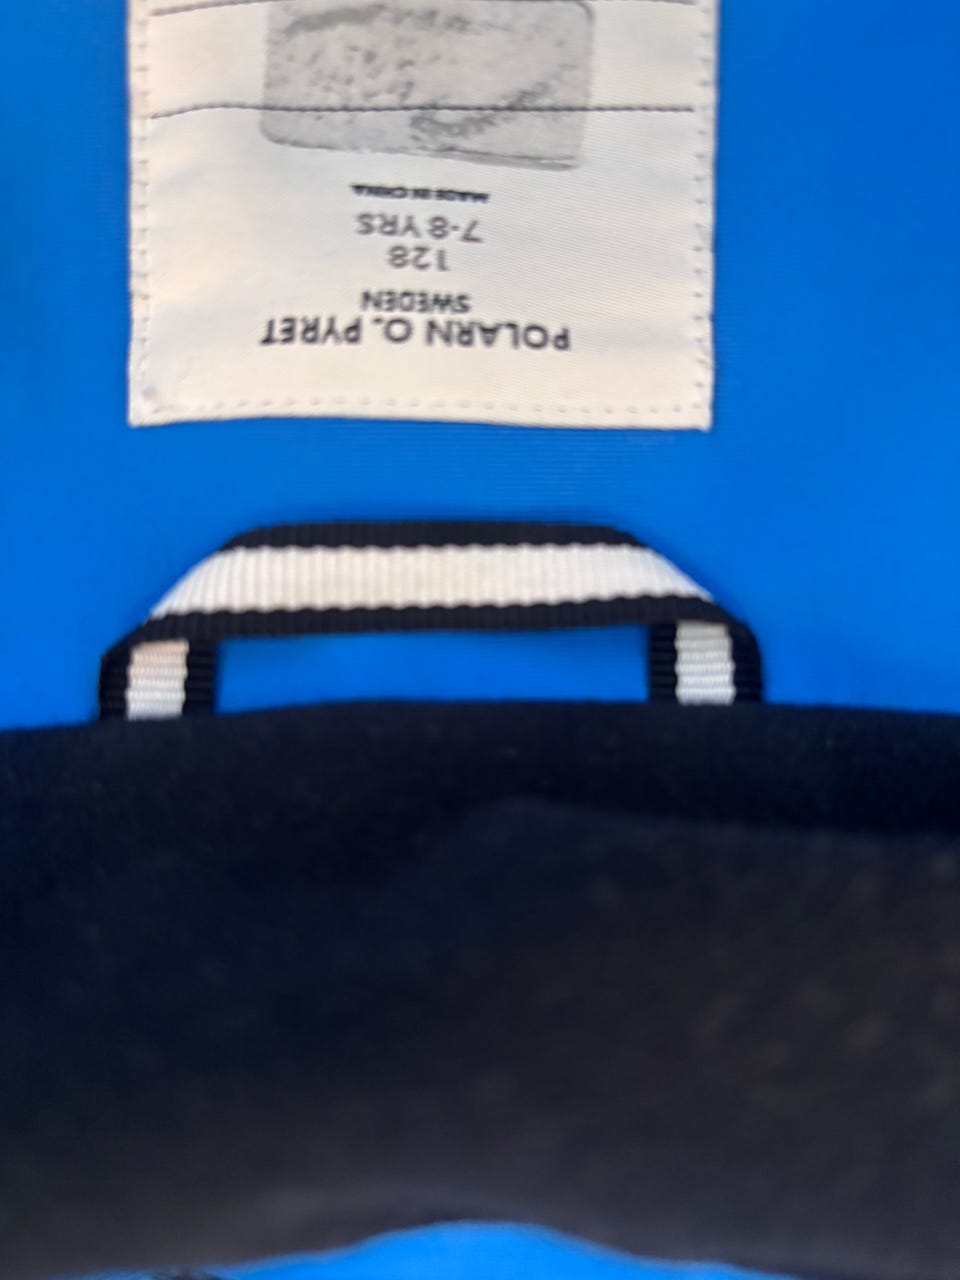 POLARN O. PYRET
SWEDEN
128
7-8 YRS
MADE IN CHINA